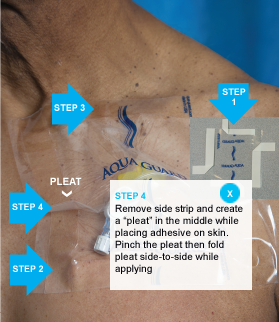 STEP
1
STEP 3
AQUA GUARD
PLEAT
STEP 4
STEP 2
STEP 4
X
Remove side strip and create
a “pleat” in the middle while
placing adhesive on skin.
Pinch the pleat then fold
pleat side-to-side while
applying